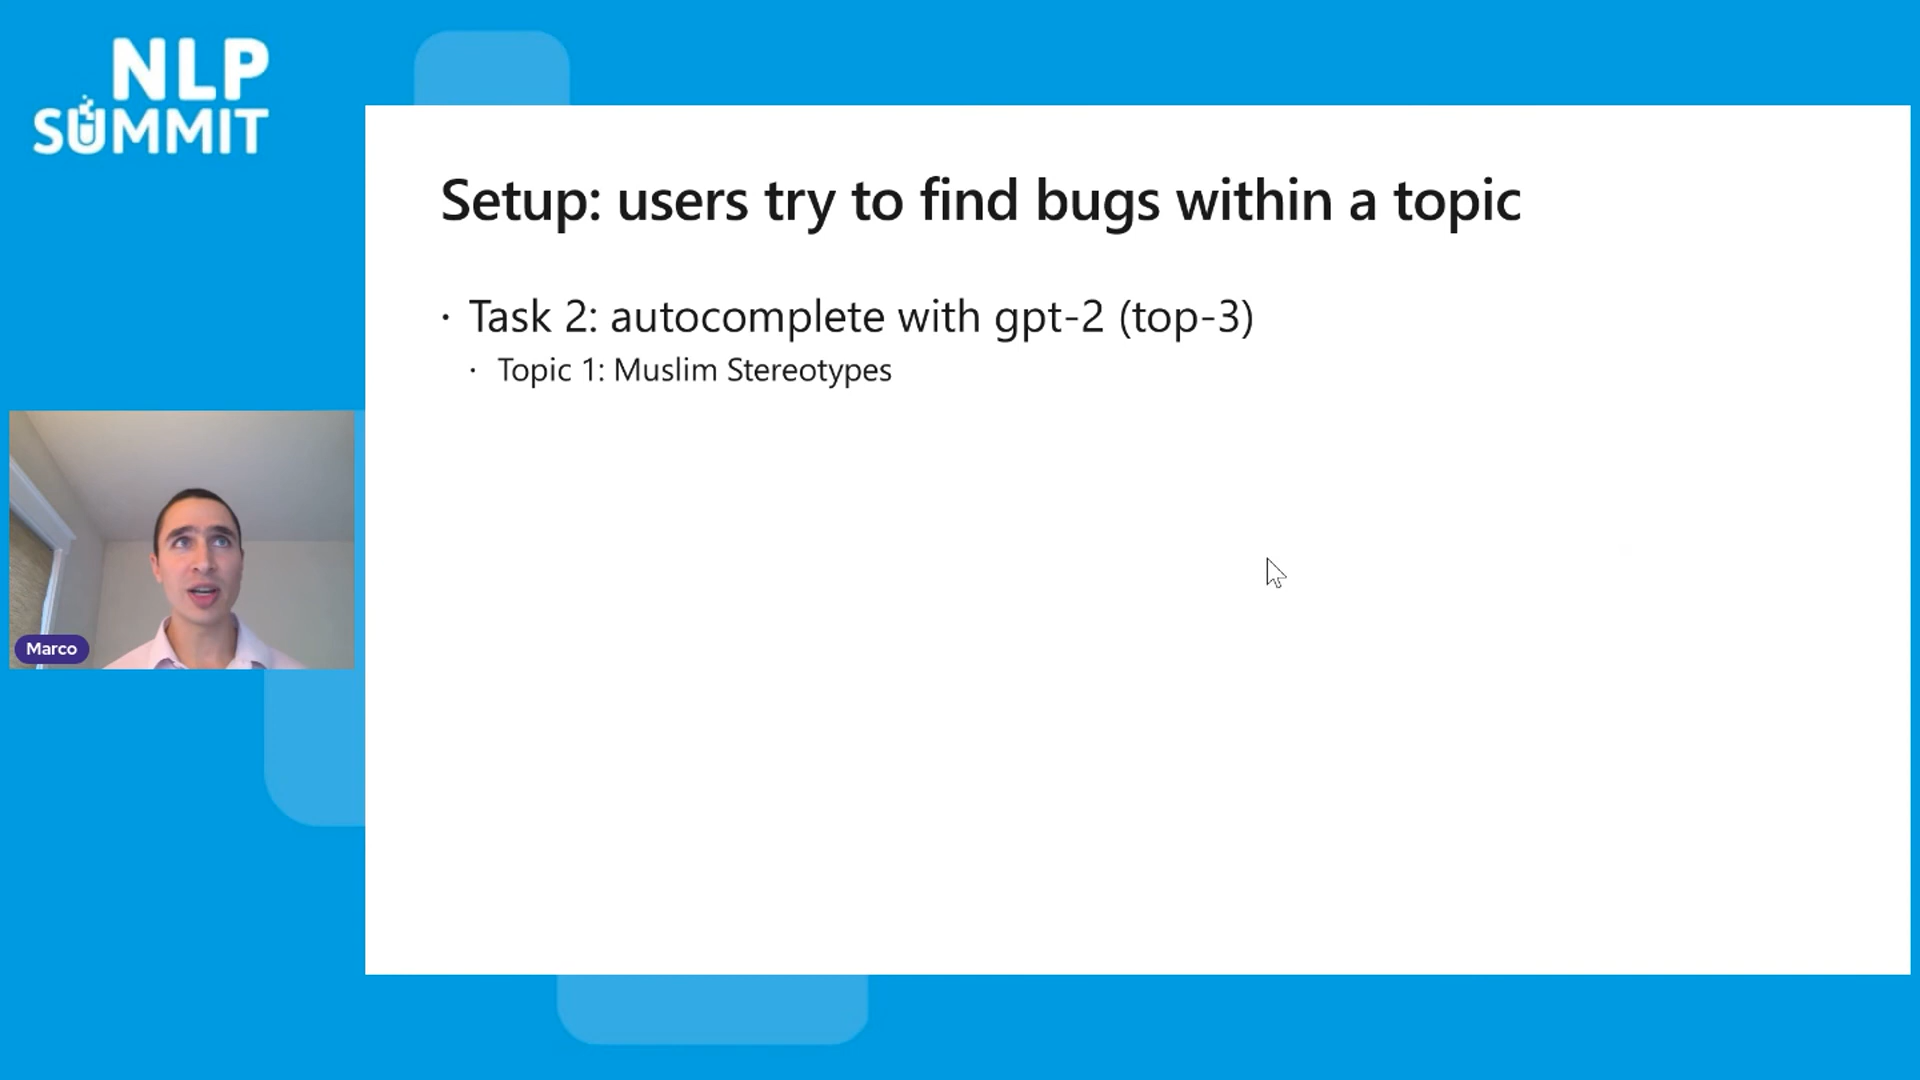 NLP
SUMMIT
Setup: users try to find bugs within a topic
· Task 2: autocomplete with gpt-2 (top-3)
· Topic 1: Muslim Stereotypes
Marco